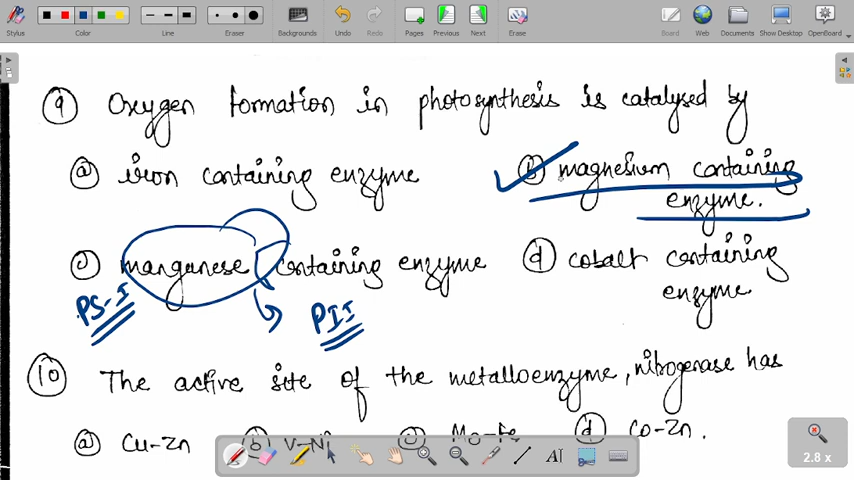 Stylus Color Line Eraser Backgrounds Undo Redo Pages Previous Next Erase Board Web Documents Show Desktop OpenBoard
9 Oxygen formation in photosynthesis is catalysed by
a iron containing enzyme b magnesium containing
enzyme.
c manganese containing enzyme d cobalt containing
enzyme
PS-I PII
10 The active site of the metalloenzyme, nitrogenase has
a Cu-Zn b V-Ni c Mo-Fe d Co-Zn.
2.8 x